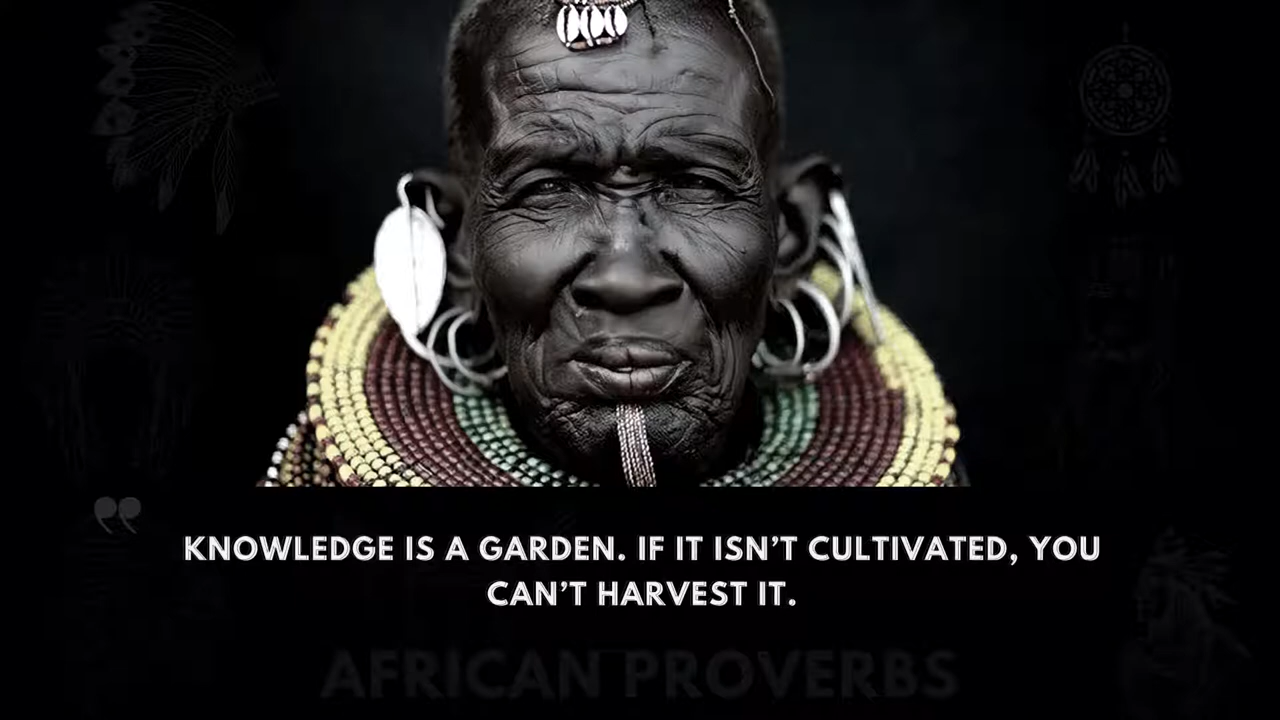 KNOWLEDGE IS A GARDEN. IF IT ISN’T CULTIVATED, YOU
CAN’T HARVEST IT.
AFRICAN PROVERBS